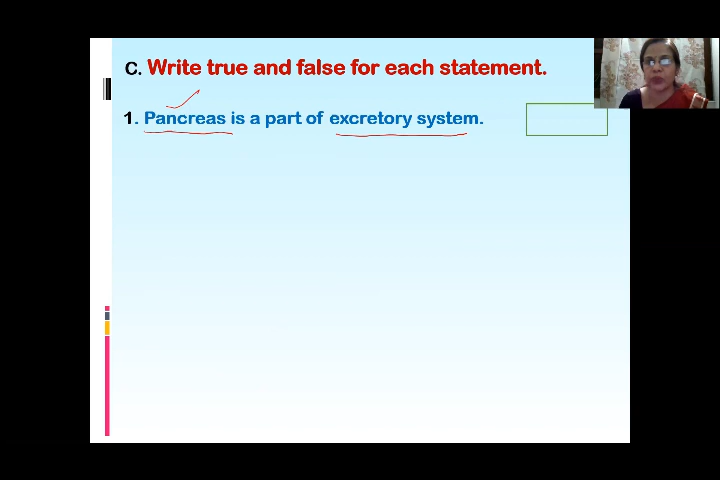 C. Write true and false for each statement.
1. Pancreas is a part of excretory system.